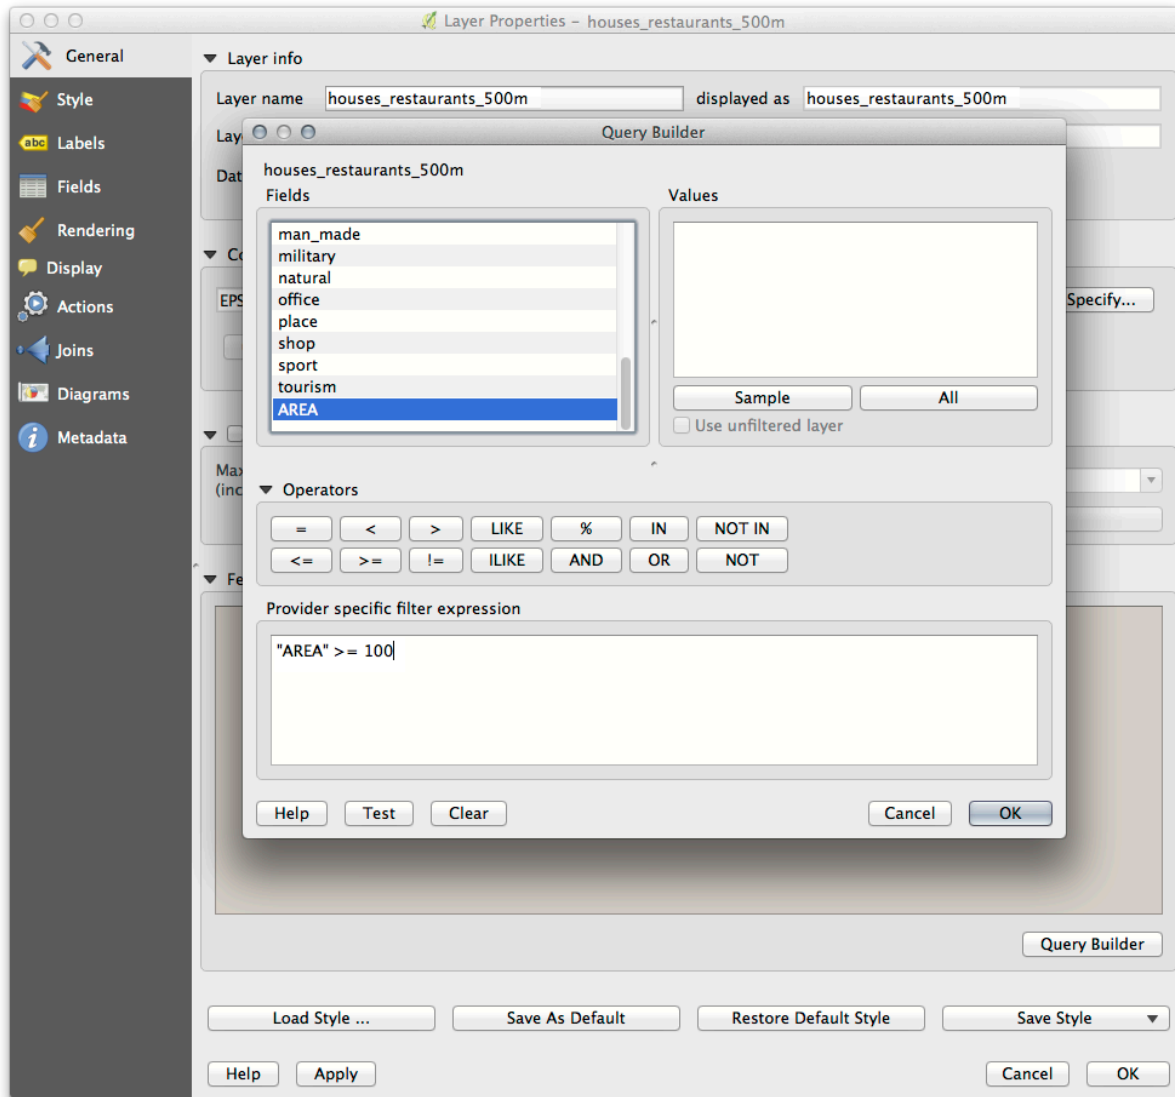 Layer Properties - houses_restaurants_500m
General
Style
abc Labels
Fields
Rendering
Display
Actions
Joins
Diagrams
Metadata
Layer info
Layer name houses_restaurants_500m displayed as houses_restaurants_500m
Query Builder
houses_restaurants_500m
Fields
man_made
military
natural
office
place
shop
sport
tourism
AREA
Values
Sample All
Use unfiltered layer
Operators
= < > LIKE % IN NOT IN
<= >= != ILIKE AND OR NOT
Provider specific filter expression
"AREA" >= 100
Help Test Clear Cancel OK
Specify...
Query Builder
Load Style ... Save As Default Restore Default Style Save Style
Help Apply Cancel OK